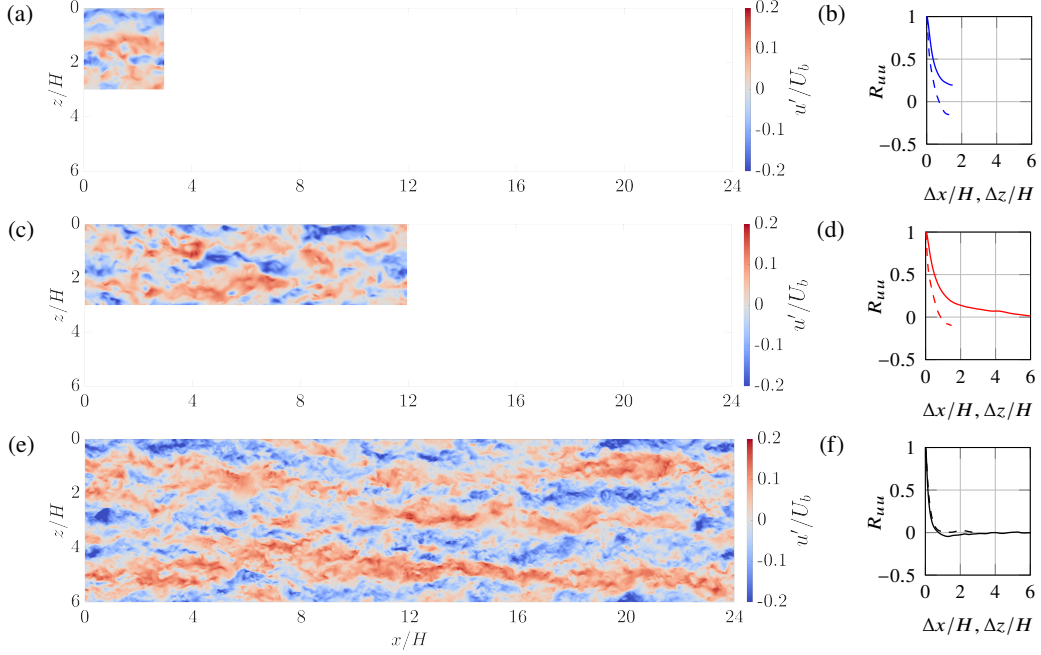 (a)
0
2
4
6
z/H
0
4
8
12
16
20
24
0.2
0.1
0
-0.1
-0.2
u′/U_b
(b)
1
0.5
0
−0.5
R_uu
0 2 4 6
Δx/H, Δz/H
(c)
0
2
4
6
z/H
0
4
8
12
16
20
24
0.2
0.1
0
-0.1
-0.2
u′/U_b
(d)
1
0.5
0
−0.5
R_uu
0 2 4 6
Δx/H, Δz/H
(e)
0
2
4
6
z/H
0
4
8
12
16
20
24
x/H
0.2
0.1
0
-0.1
-0.2
u′/U_b
(f)
1
0.5
0
−0.5
R_uu
0 2 4 6
Δx/H, Δz/H